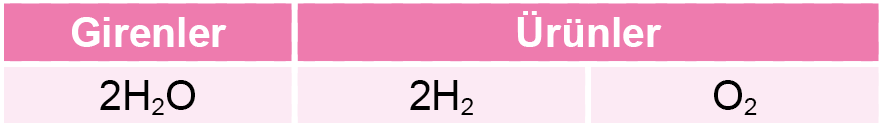 Girenler Ürünler
2H₂O 2H₂ O₂